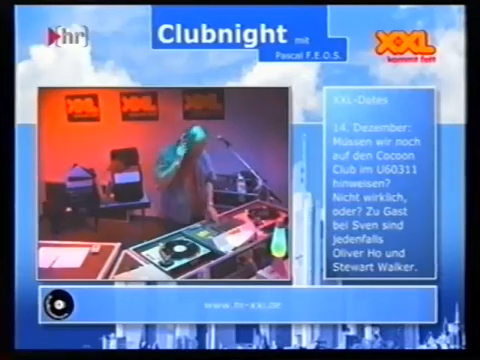 hr
Clubnight mit
Pascal F.E.O.S.
XXL
kommt fett
XXL XXL XXL
XXL-Dates
14. Dezember:
Müssen wir noch
auf den Cocoon
Club im U60311
hinweisen?
Nicht wirklich,
oder? Zu Gast
bei Sven sind
jedenfalls
Oliver Ho und
Stewart Walker.
www.hr-xxl.de